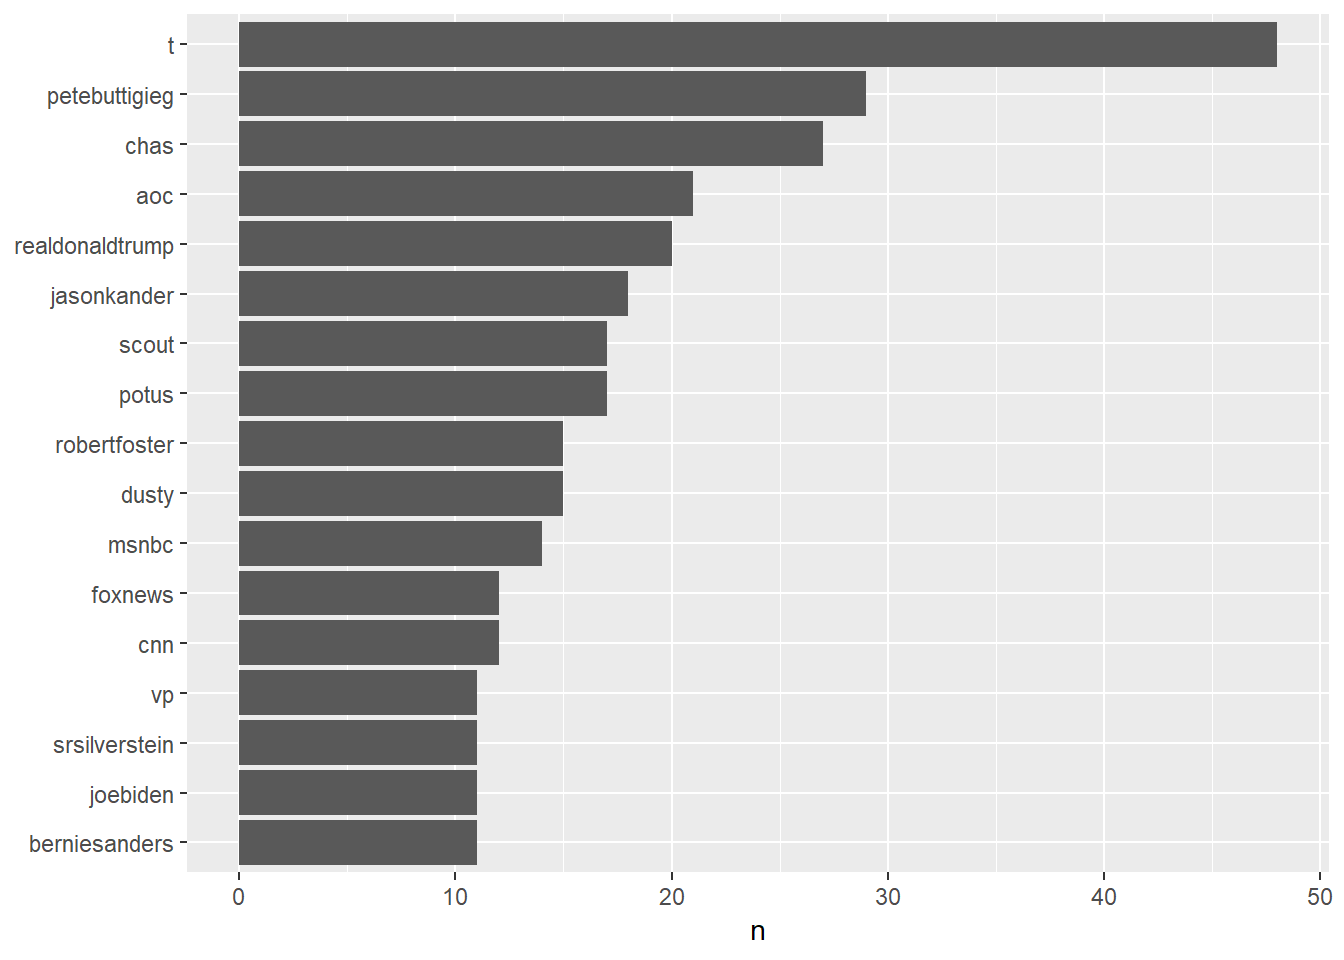 t
petebuttigieg
chas
aoc
realdonaldtrump
jasonkander
scout
potus
robertfoster
dusty
msnbc
foxnews
cnn
vp
srsilverstein
joebiden
berniesanders
0 10 20 30 40 50
n